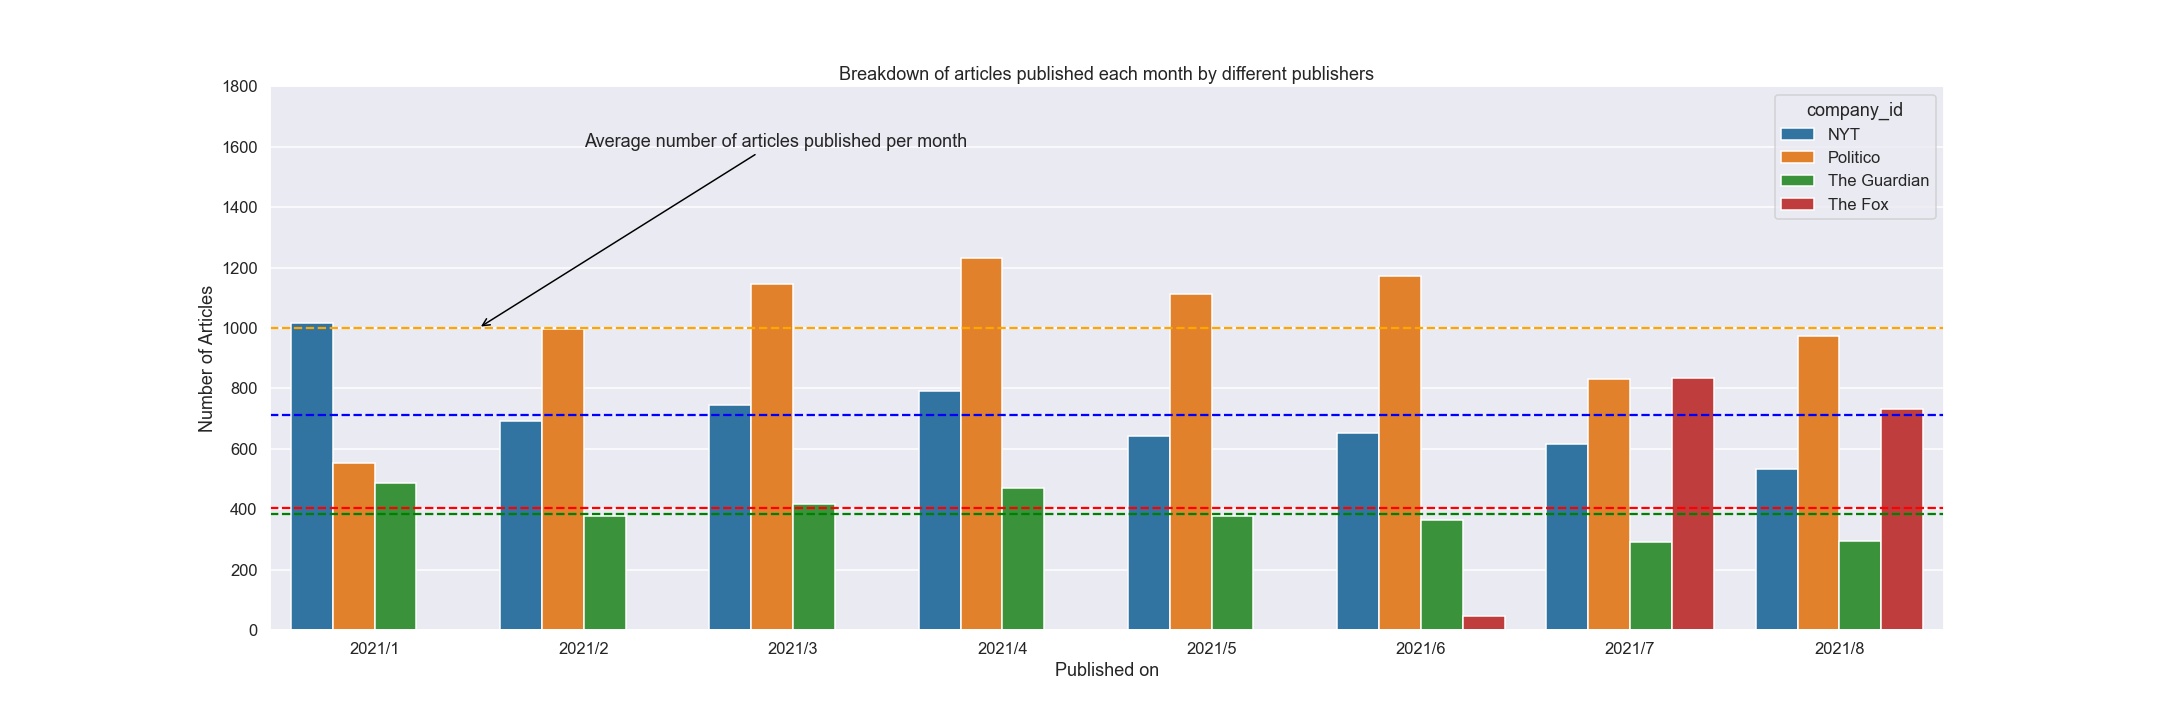 Breakdown of articles published each month by different publishers
1800
1600
1400
1200
1000
800
600
400
200
0
Number of Articles
Average number of articles published per month
company_id
NYT
Politico
The Guardian
The Fox
2021/1 2021/2 2021/3 2021/4 2021/5 2021/6 2021/7 2021/8
Published on